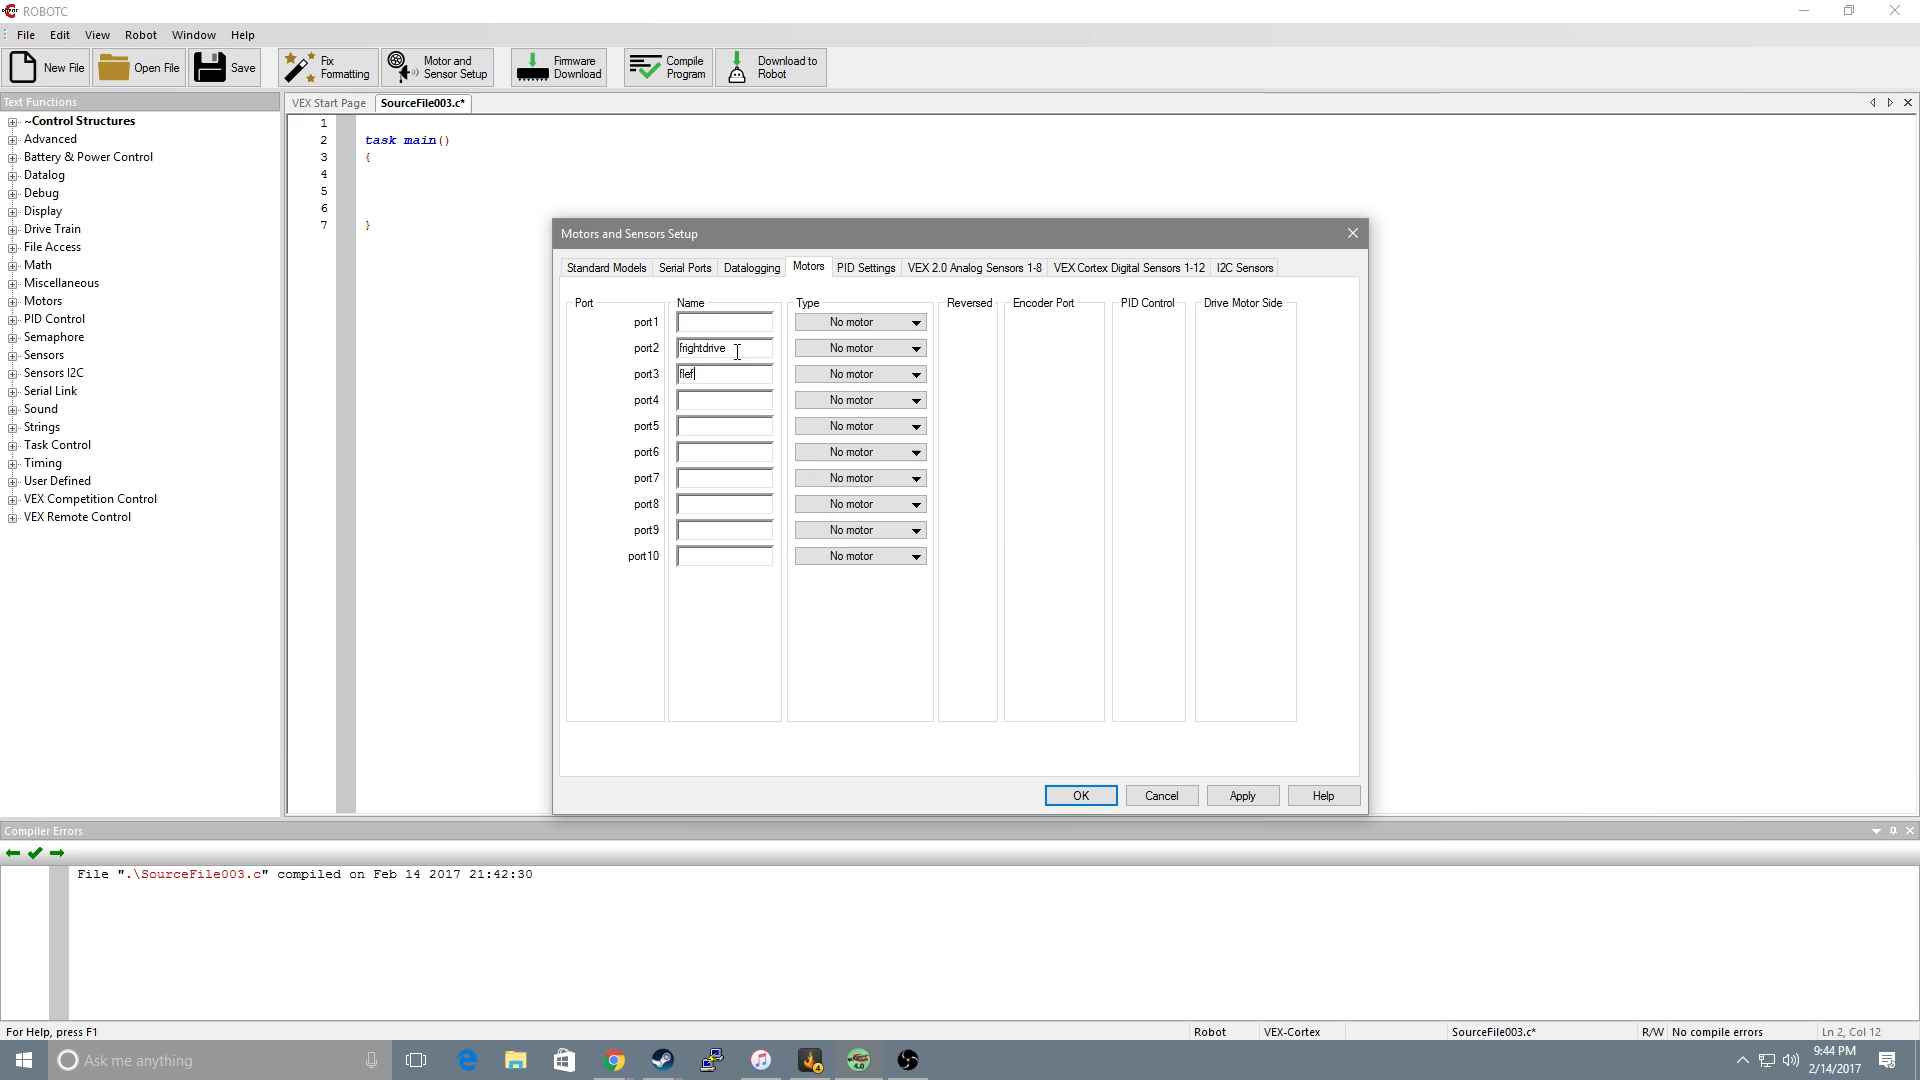 ROBOTC
File Edit View Robot Window Help
New File Open File Save Fix Formatting Motor and Sensor Setup Firmware Download Compile Program Download to Robot
Text Functions
VEX Start Page SourceFile003.c*
~Control Structures
Advanced
Battery & Power Control
Datalog
Debug
Display
Drive Train
File Access
Math
Miscellaneous
Motors
PID Control
Semaphore
Sensors
Sensors I2C
Serial Link
Sound
Strings
Task Control
Timing
User Defined
VEX Competition Control
VEX Remote Control
1
2 task main()
3 {
4
5
6
7 }
Motors and Sensors Setup
Standard Models Serial Ports Datalogging Motors PID Settings VEX 2.0 Analog Sensors 1-8 VEX Cortex Digital Sensors 1-12 I2C Sensors
Port Name Type Reversed Encoder Port PID Control Drive Motor Side
port1 No motor
port2 frightdrive No motor
port3 flef No motor
port4 No motor
port5 No motor
port6 No motor
port7 No motor
port8 No motor
port9 No motor
port10 No motor
OK Cancel Apply Help
Compiler Errors
File ".\SourceFile003.c" compiled on Feb 14 2017 21:42:30
For Help, press F1 Robot VEX-Cortex SourceFile003.c* R/W No compile errors Ln 2, Col 12
Ask me anything 4 4.0 9:44 PM
2/14/2017